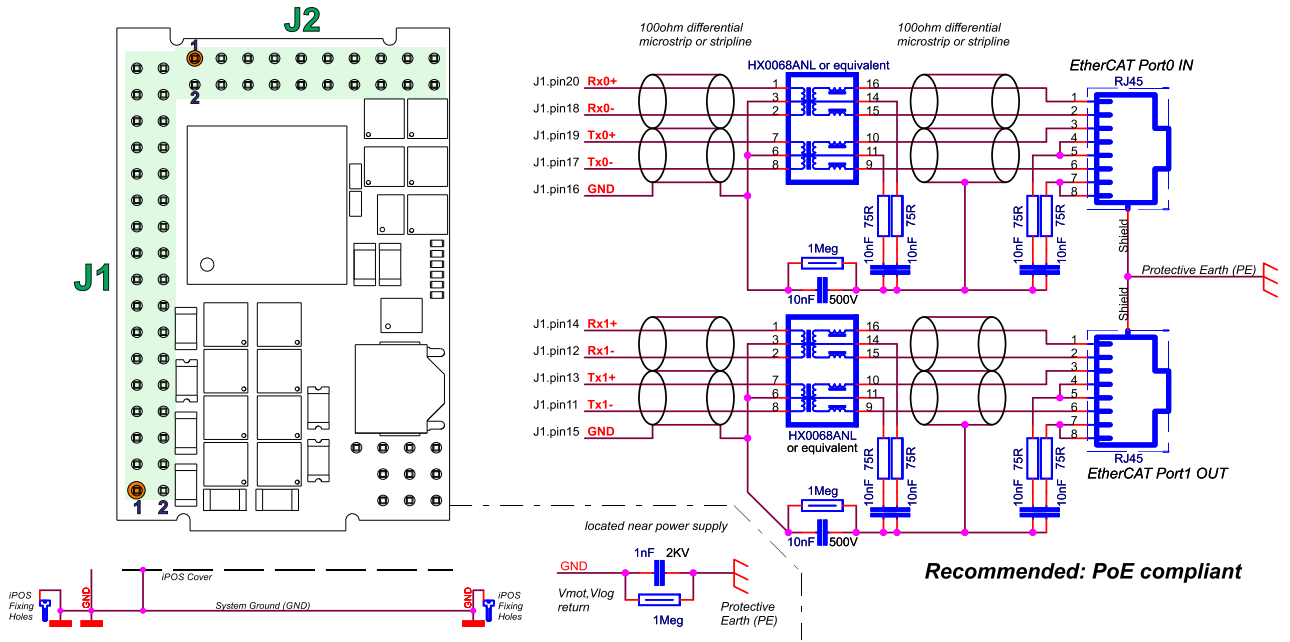 J2
J1
1
2
1
2
100ohm differential
microstrip or stripline
100ohm differential
microstrip or stripline
HX0068ANL or equivalent
EtherCAT Port0 IN
RJ45
J1.pin20 Rx0+
J1.pin18 Rx0-
J1.pin19 Tx0+
J1.pin17 Tx0-
J1.pin16 GND
1
3
2
7
6
8
16
14
15
10
11
9
1
2
3
4
5
6
7
8
75R
75R
10nF
10nF
75R
75R
10nF
10nF
1Meg
10nF
500V
Shield
Protective Earth (PE)
Shield
J1.pin14 Rx1+
J1.pin12 Rx1-
J1.pin13 Tx1+
J1.pin11 Tx1-
J1.pin15 GND
1
3
2
7
6
8
16
14
15
10
11
9
HX0068ANL
or equivalent
1
2
3
4
5
6
7
8
RJ45
EtherCAT Port1 OUT
75R
75R
10nF
10nF
75R
75R
10nF
10nF
1Meg
10nF
500V
Recommended: PoE compliant
located near power supply
GND
1nF
2KV
Vmot,Vlog
return
1Meg
Protective
Earth (PE)
iPOS Cover
iPOS
Fixing
Holes
GND
System Ground (GND)
GND
iPOS
Fixing
Holes